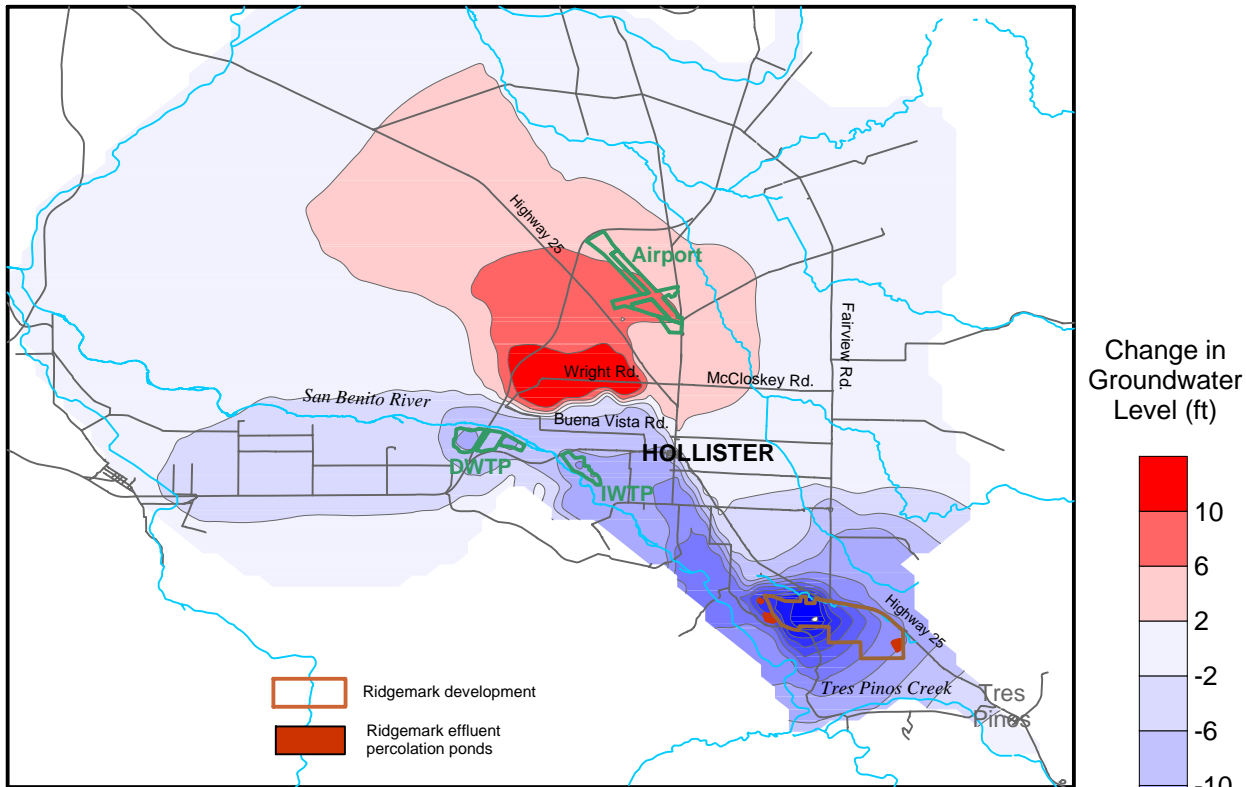 Highway 25
Airport
Fairview Rd.
Wright Rd.
McCloskey Rd.
San Benito River
Buena Vista Rd.
HOLLISTER
DWTP
IWTP
Highway 25
Tres Pinos Creek
Tres
Pinos
Ridgemark development
Ridgemark effluent
percolation ponds
Change in
Groundwater
Level (ft)
10
6
2
-2
-6
-10